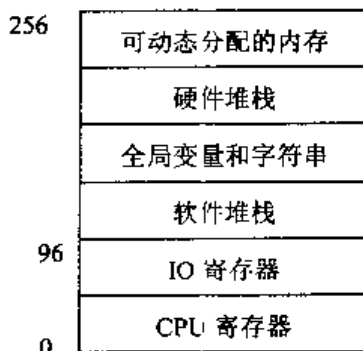 256
可动态分配的内存
硬件堆栈
全局变量和字符串
软件堆栈
96
IO 寄存器
CPU 寄存器
0